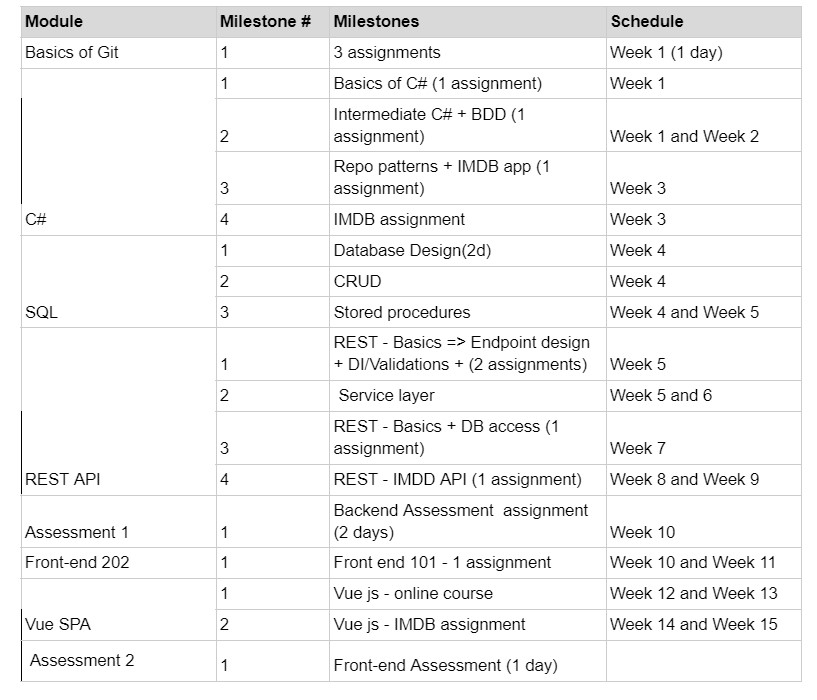 Module Milestone # Milestones Schedule
Basics of Git 1 3 assignments Week 1 (1 day)
1 Basics of C# (1 assignment) Week 1
Intermediate C# + BDD (1
2 assignment) Week 1 and Week 2
Repo patterns + IMDB app (1
3 assignment) Week 3
C# 4 IMDB assignment Week 3
1 Database Design(2d) Week 4
2 CRUD Week 4
SQL 3 Stored procedures Week 4 and Week 5
REST - Basics => Endpoint design
1 + DI/Validations + (2 assignments) Week 5
2 Service layer Week 5 and 6
REST - Basics + DB access (1
3 assignment) Week 7
REST API 4 REST - IMDD API (1 assignment) Week 8 and Week 9
Backend Assessment assignment
Assessment 1 1 (2 days) Week 10
Front-end 202 1 Front end 101 - 1 assignment Week 10 and Week 11
1 Vue js - online course Week 12 and Week 13
Vue SPA 2 Vue js - IMDB assignment Week 14 and Week 15
Assessment 2 1 Front-end Assessment (1 day)